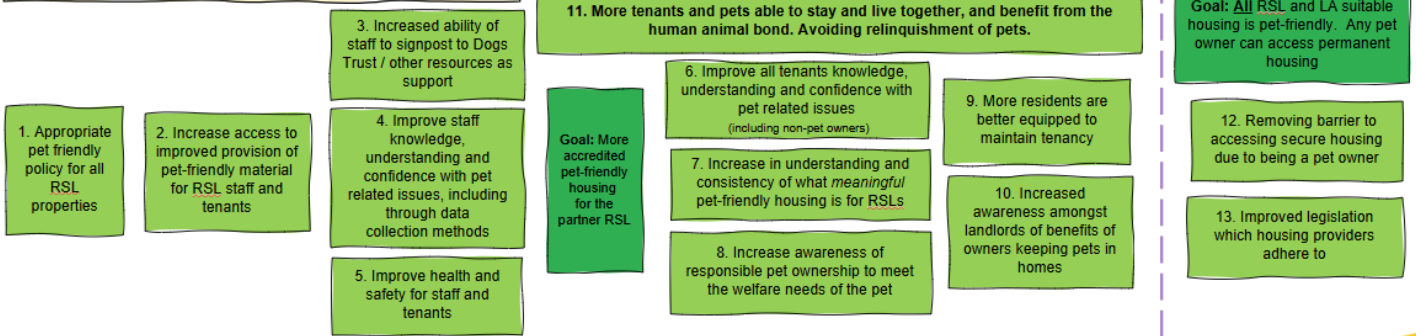 1. Appropriate
pet friendly
policy for all
RSL
properties
2. Increase access to
improved provision of
pet-friendly material
for RSL staff and
tenants
3. Increased ability of
staff to signpost to Dogs
Trust / other resources as
support
4. Improve staff
knowledge,
understanding and
confidence with pet
related issues, including
through data
collection methods
5. Improve health and
safety for staff and
tenants
11. More tenants and pets able to stay and live together, and benefit from the
human animal bond. Avoiding relinquishment of pets.
Goal: More
accredited
pet-friendly
housing
for the
partner RSL
6. Improve all tenants knowledge,
understanding and confidence with
pet related issues
(including non-pet owners)
7. Increase in understanding and
consistency of what meaningful
pet-friendly housing is for RSLs
8. Increase awareness of
responsible pet ownership to meet
the welfare needs of the pet
9. More residents are
better equipped to
maintain tenancy
10. Increased
awareness amongst
landlords of benefits of
owners keeping pets in
homes
Goal: All RSL and LA suitable
housing is pet-friendly. Any pet
owner can access permanent
housing
12. Removing barrier to
accessing secure housing
due to being a pet owner
13. Improved legislation
which housing providers
adhere to